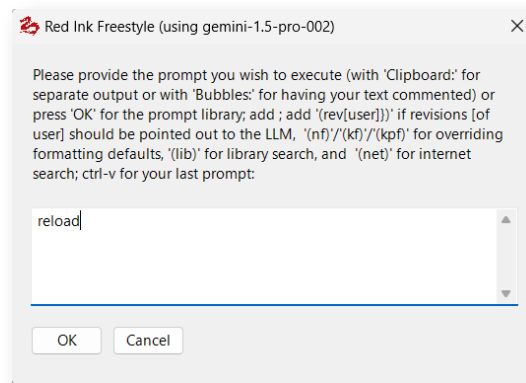 Red Ink Freestyle (using gemini-1.5-pro-002)
Please provide the prompt you wish to execute (with 'Clipboard:' for
separate output or with 'Bubbles:' for having your text commented) or
press 'OK' for the prompt library; add ; add '(rev[user]})' if revisions [of
user] should be pointed out to the LLM,  '(nf)'/'(kf)'/'(kpf)' for overriding
formatting defaults, '(lib)' for library search, and  '(net)' for internet
search; ctrl-v for your last prompt:
reload
OK
Cancel